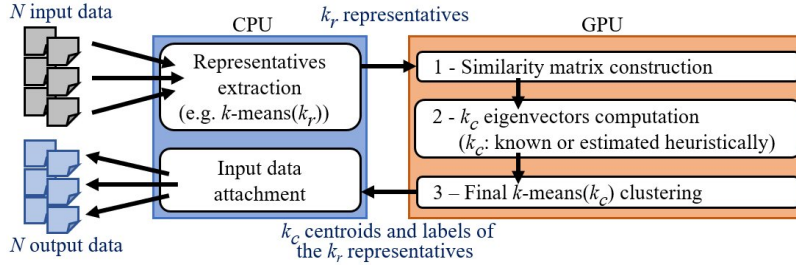 N input data
CPU
k_r representatives
GPU
Representatives
extraction
(e.g. k-means(k_r))
1 - Similarity matrix construction
2 - k_c eigenvectors computation
(k_c: known or estimated heuristically)
3 – Final k-means(k_c) clustering
Input data
attachment
N output data
k_c centroids and labels of
the k_r representatives